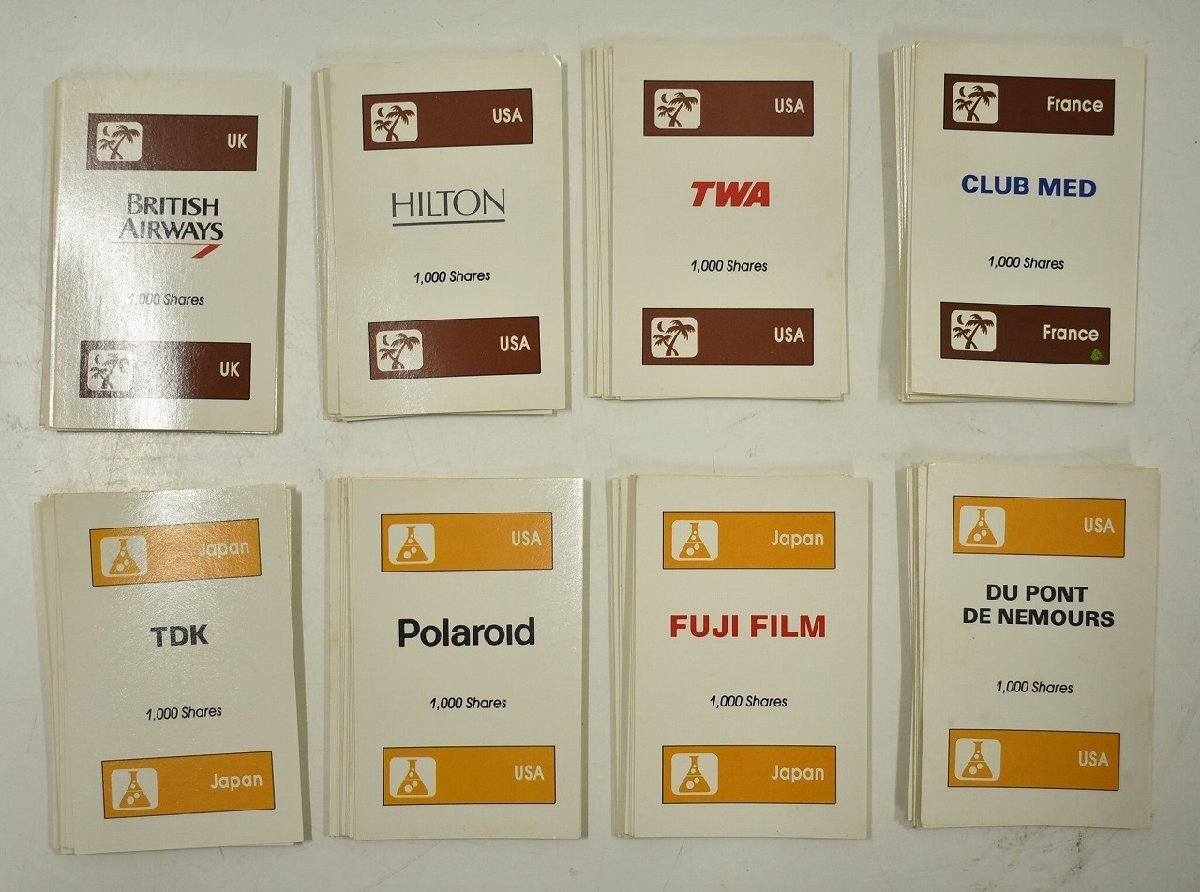 UK
BRITISH
AIRWAYS
1,000 Shares
UK
USA
HILTON
1,000 Shares
USA
USA
TWA
1,000 Shares
USA
France
CLUB MED
1,000 Shares
France
Japan
TDK
1,000 Shares
Japan
USA
Polaroid
1,000 Shares
USA
Japan
FUJI FILM
1,000 Shares
Japan
USA
DU PONT
DE NEMOURS
1,000 Shares
USA